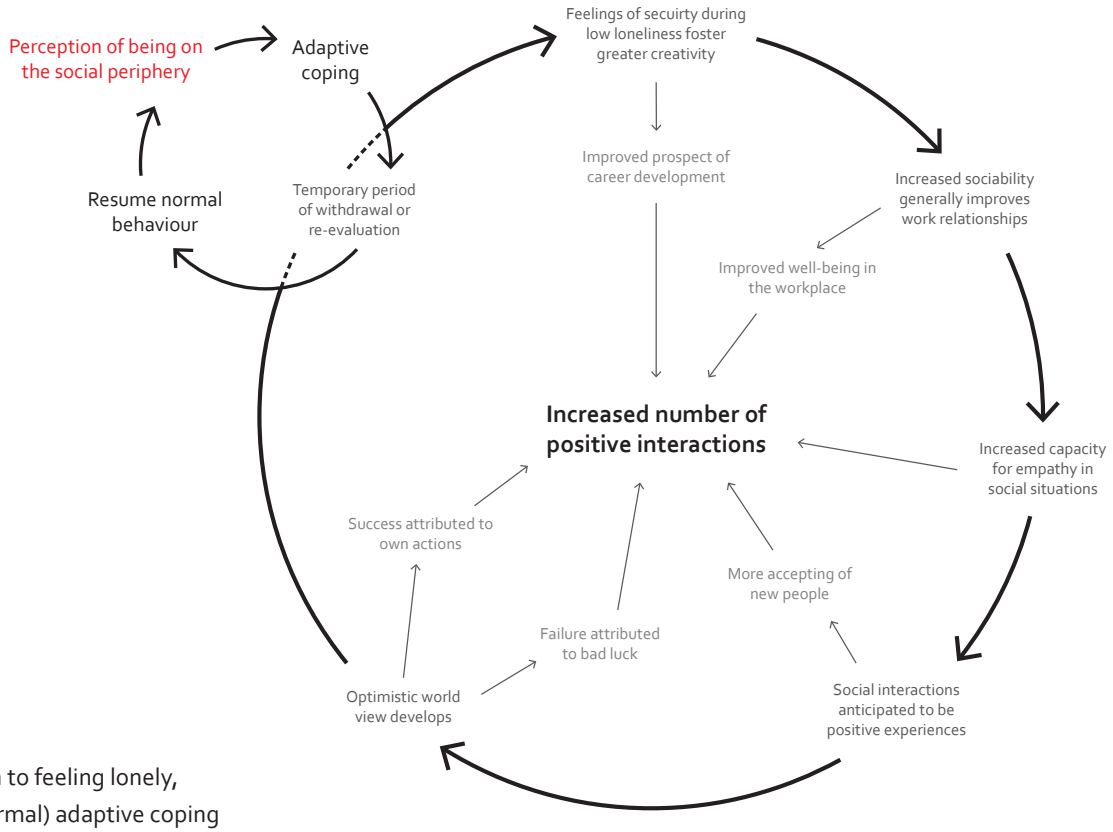 Perception of being on
the social periphery
Adaptive
coping
Temporary period
of withdrawal or
re-evaluation
Resume normal
behaviour
Feelings of secuirty during
low loneliness foster
greater creativity
Improved prospect of
career development
Increased sociability
generally improves
work relationships
Improved well-being in
the workplace
Increased number of
positive interactions
Increased capacity
for empathy in
social situations
Success attributed to
own actions
More accepting of
new people
Failure attributed
to bad luck
Social interactions
anticipated to be
positive experiences
Optimistic world
view develops
to feeling lonely,
adaptive coping